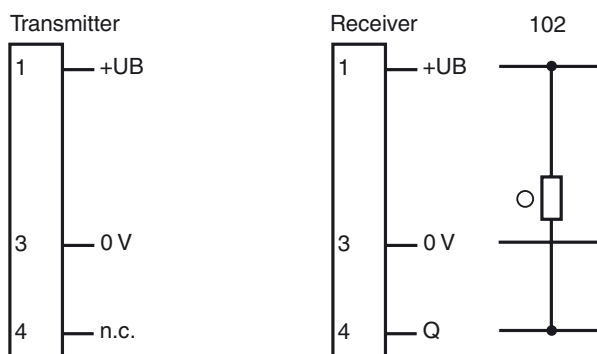 Transmitter
1 +UB
3 0 V
4 n.c.
Receiver
1 +UB
3 0 V
4 Q
102